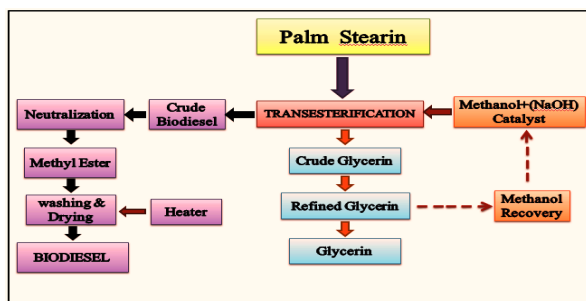 Palm Stearin
Neutralization
Crude
Biodiesel
TRANSESTERIFICATION
Methanol+(NaOH)
Catalyst
Methyl Ester
Crude Glycerin
washing &
Drying
Heater
Refined Glycerin
Methanol
Recovery
BIODIESEL
Glycerin